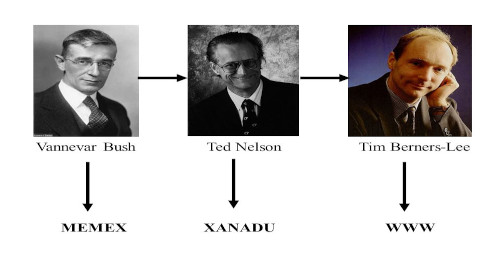 Vannevar Bush
Ted Nelson
Tim Berners-Lee
MEMEX
XANADU
WWW